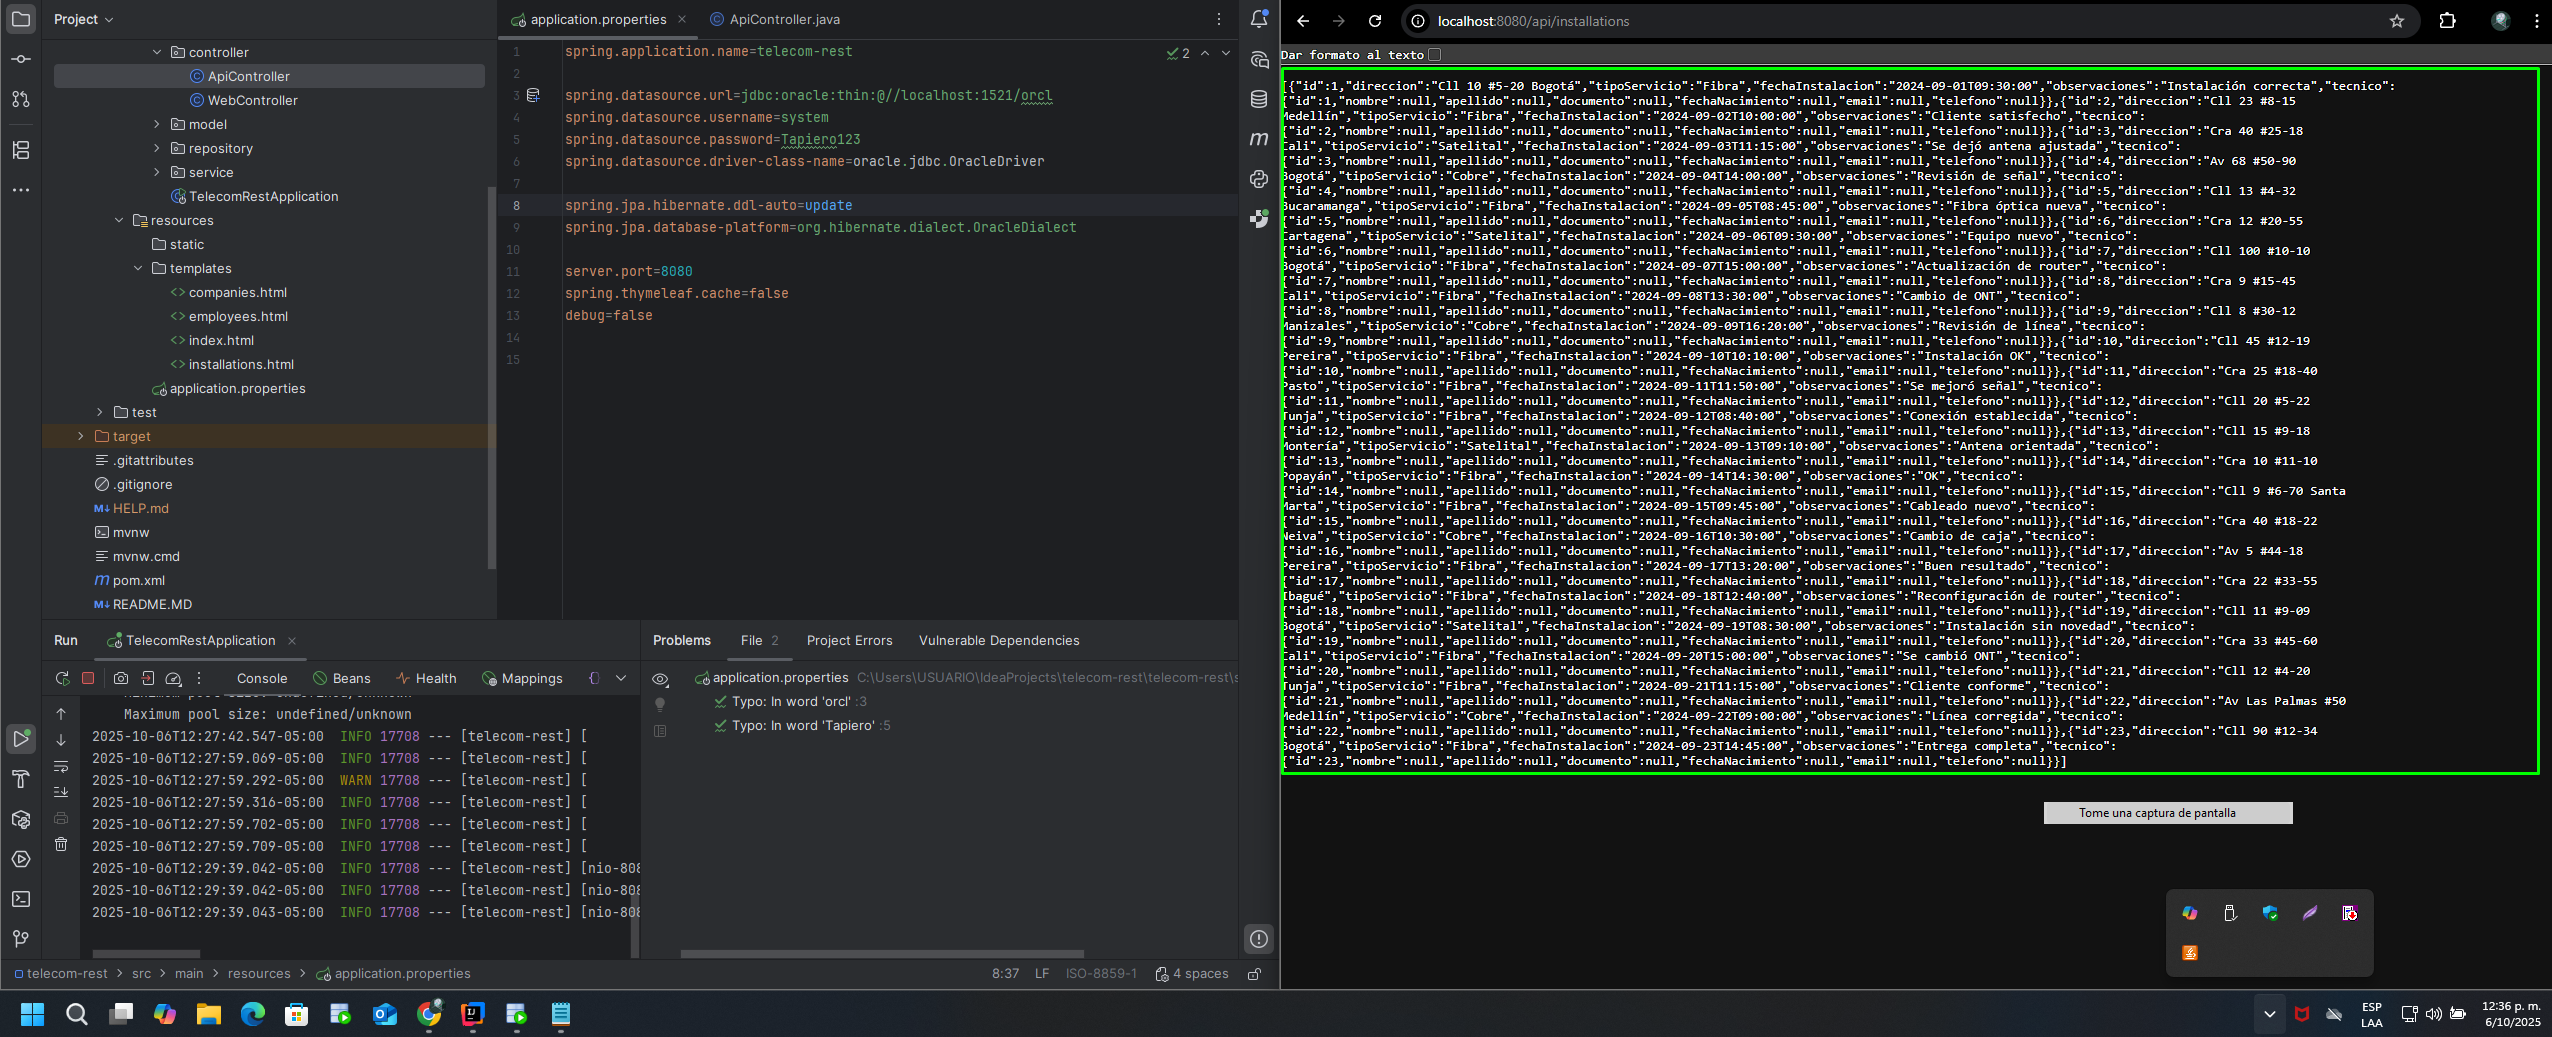 Project
controller
ApiController
WebController
model
repository
service
TelecomRestApplication
resources
static
templates
companies.html
employees.html
index.html
installations.html
application.properties
test
target
.gitattributes
.gitignore
HELP.md
mvnw
mvnw.cmd
pom.xml
README.MD
application.properties
ApiController.java
2
1 spring.application.name=telecom-rest
2
3 spring.datasource.url=jdbc:oracle:thin:@//localhost:1521/orcl
4 spring.datasource.username=system
5 spring.datasource.password=Tapiero123
6 spring.datasource.driver-class-name=oracle.jdbc.OracleDriver
7
8 spring.jpa.hibernate.ddl-auto=update
9 spring.jpa.database-platform=org.hibernate.dialect.OracleDialect
10
11 server.port=8080
12 spring.thymeleaf.cache=false
13 debug=false
14
15
Run
TelecomRestApplication
Console
Beans
Health
Mappings
Maximum pool size: undefined/unknown
2025-10-06T12:27:42.547-05:00 INFO 17708 --- [telecom-rest] [
2025-10-06T12:27:59.069-05:00 INFO 17708 --- [telecom-rest] [
2025-10-06T12:27:59.292-05:00 WARN 17708 --- [telecom-rest] [
2025-10-06T12:27:59.316-05:00 INFO 17708 --- [telecom-rest] [
2025-10-06T12:27:59.702-05:00 INFO 17708 --- [telecom-rest] [
2025-10-06T12:27:59.709-05:00 INFO 17708 --- [telecom-rest] [
2025-10-06T12:29:39.042-05:00 INFO 17708 --- [telecom-rest] [nio-808
2025-10-06T12:29:39.042-05:00 INFO 17708 --- [telecom-rest] [nio-808
2025-10-06T12:29:39.043-05:00 INFO 17708 --- [telecom-rest] [nio-808
Problems
File 2
Project Errors
Vulnerable Dependencies
application.properties C:\Users\USUARIO\IdeaProjects\telecom-rest\telecom-rest\s
Typo: In word 'orcl' :3
Typo: In word 'Tapiero' :5
telecom-rest > src > main > resources > application.properties
8:37 LF ISO-8859-1 4 spaces
localhost:8080/api/installations
Dar formato al texto
[{"id":1,"direccion":"Cll 10 #5-20 Bogotá","tipoServicio":"Fibra","fechaInstalacion":"2024-09-01T09:30:00","observaciones":"Instalación correcta","tecnico":
{"id":1,"nombre":null,"apellido":null,"documento":null,"fechaNacimiento":null,"email":null,"telefono":null}},{"id":2,"direccion":"Cll 23 #8-15
Medellín","tipoServicio":"Fibra","fechaInstalacion":"2024-09-02T10:00:00","observaciones":"Cliente satisfecho","tecnico":
{"id":2,"nombre":null,"apellido":null,"documento":null,"fechaNacimiento":null,"email":null,"telefono":null}},{"id":3,"direccion":"Cra 40 #25-18
Cali","tipoServicio":"Satelital","fechaInstalacion":"2024-09-03T11:15:00","observaciones":"Se dejó antena ajustada","tecnico":
{"id":3,"nombre":null,"apellido":null,"documento":null,"fechaNacimiento":null,"email":null,"telefono":null}},{"id":4,"direccion":"Av 68 #50-90
Bogotá","tipoServicio":"Cobre","fechaInstalacion":"2024-09-04T14:00:00","observaciones":"Revisión de señal","tecnico":
{"id":4,"nombre":null,"apellido":null,"documento":null,"fechaNacimiento":null,"email":null,"telefono":null}},{"id":5,"direccion":"Cll 13 #4-32
Bucaramanga","tipoServicio":"Fibra","fechaInstalacion":"2024-09-05T08:45:00","observaciones":"Fibra óptica nueva","tecnico":
{"id":5,"nombre":null,"apellido":null,"documento":null,"fechaNacimiento":null,"email":null,"telefono":null}},{"id":6,"direccion":"Cra 12 #20-55
Cartagena","tipoServicio":"Satelital","fechaInstalacion":"2024-09-06T09:30:00","observaciones":"Equipo nuevo","tecnico":
{"id":6,"nombre":null,"apellido":null,"documento":null,"fechaNacimiento":null,"email":null,"telefono":null}},{"id":7,"direccion":"Cll 100 #10-10
Bogotá","tipoServicio":"Fibra","fechaInstalacion":"2024-09-07T15:00:00","observaciones":"Actualización de router","tecnico":
{"id":7,"nombre":null,"apellido":null,"documento":null,"fechaNacimiento":null,"email":null,"telefono":null}},{"id":8,"direccion":"Cra 9 #15-45
Cali","tipoServicio":"Fibra","fechaInstalacion":"2024-09-08T13:30:00","observaciones":"Cambio de ONT","tecnico":
{"id":8,"nombre":null,"apellido":null,"documento":null,"fechaNacimiento":null,"email":null,"telefono":null}},{"id":9,"direccion":"Cll 8 #30-12
Manizales","tipoServicio":"Cobre","fechaInstalacion":"2024-09-09T16:20:00","observaciones":"Revisión de línea","tecnico":
{"id":9,"nombre":null,"apellido":null,"documento":null,"fechaNacimiento":null,"email":null,"telefono":null}},{"id":10,"direccion":"Cll 45 #12-19
Pereira","tipoServicio":"Fibra","fechaInstalacion":"2024-09-10T10:10:00","observaciones":"Instalación OK","tecnico":
{"id":10,"nombre":null,"apellido":null,"documento":null,"fechaNacimiento":null,"email":null,"telefono":null}},{"id":11,"direccion":"Cra 25 #18-40
Pasto","tipoServicio":"Fibra","fechaInstalacion":"2024-09-11T11:50:00","observaciones":"Se mejoró señal","tecnico":
{"id":11,"nombre":null,"apellido":null,"documento":null,"fechaNacimiento":null,"email":null,"telefono":null}},{"id":12,"direccion":"Cll 20 #5-22
Tunja","tipoServicio":"Fibra","fechaInstalacion":"2024-09-12T08:40:00","observaciones":"Conexión establecida","tecnico":
{"id":12,"nombre":null,"apellido":null,"documento":null,"fechaNacimiento":null,"email":null,"telefono":null}},{"id":13,"direccion":"Cll 15 #9-18
Montería","tipoServicio":"Satelital","fechaInstalacion":"2024-09-13T09:10:00","observaciones":"Antena orientada","tecnico":
{"id":13,"nombre":null,"apellido":null,"documento":null,"fechaNacimiento":null,"email":null,"telefono":null}},{"id":14,"direccion":"Cra 10 #11-10
Popayán","tipoServicio":"Fibra","fechaInstalacion":"2024-09-14T14:30:00","observaciones":"OK","tecnico":
{"id":14,"nombre":null,"apellido":null,"documento":null,"fechaNacimiento":null,"email":null,"telefono":null}},{"id":15,"direccion":"Cll 9 #6-70 Santa
Marta","tipoServicio":"Fibra","fechaInstalacion":"2024-09-15T09:45:00","observaciones":"Cableado nuevo","tecnico":
{"id":15,"nombre":null,"apellido":null,"documento":null,"fechaNacimiento":null,"email":null,"telefono":null}},{"id":16,"direccion":"Cra 40 #18-22
Neiva","tipoServicio":"Cobre","fechaInstalacion":"2024-09-16T10:30:00","observaciones":"Cambio de caja","tecnico":
{"id":16,"nombre":null,"apellido":null,"documento":null,"fechaNacimiento":null,"email":null,"telefono":null}},{"id":17,"direccion":"Av 5 #44-18
Pereira","tipoServicio":"Fibra","fechaInstalacion":"2024-09-17T13:20:00","observaciones":"Buen resultado","tecnico":
{"id":17,"nombre":null,"apellido":null,"documento":null,"fechaNacimiento":null,"email":null,"telefono":null}},{"id":18,"direccion":"Cra 22 #33-55
Ibagué","tipoServicio":"Fibra","fechaInstalacion":"2024-09-18T12:40:00","observaciones":"Reconfiguración de router","tecnico":
{"id":18,"nombre":null,"apellido":null,"documento":null,"fechaNacimiento":null,"email":null,"telefono":null}},{"id":19,"direccion":"Cll 11 #9-09
Bogotá","tipoServicio":"Satelital","fechaInstalacion":"2024-09-19T08:30:00","observaciones":"Instalación sin novedad","tecnico":
{"id":19,"nombre":null,"apellido":null,"documento":null,"fechaNacimiento":null,"email":null,"telefono":null}},{"id":20,"direccion":"Cra 33 #45-60
Cali","tipoServicio":"Fibra","fechaInstalacion":"2024-09-20T15:00:00","observaciones":"Se cambió ONT","tecnico":
{"id":20,"nombre":null,"apellido":null,"documento":null,"fechaNacimiento":null,"email":null,"telefono":null}},{"id":21,"direccion":"Cll 12 #4-20
Tunja","tipoServicio":"Fibra","fechaInstalacion":"2024-09-21T11:15:00","observaciones":"Cliente conforme","tecnico":
{"id":21,"nombre":null,"apellido":null,"documento":null,"fechaNacimiento":null,"email":null,"telefono":null}},{"id":22,"direccion":"Av Las Palmas #50
Medellín","tipoServicio":"Cobre","fechaInstalacion":"2024-09-22T09:00:00","observaciones":"Línea corregida","tecnico":
{"id":22,"nombre":null,"apellido":null,"documento":null,"fechaNacimiento":null,"email":null,"telefono":null}},{"id":23,"direccion":"Cll 90 #12-34
Bogotá","tipoServicio":"Fibra","fechaInstalacion":"2024-09-23T14:45:00","observaciones":"Entrega completa","tecnico":
{"id":23,"nombre":null,"apellido":null,"documento":null,"fechaNacimiento":null,"email":null,"telefono":null}}]
Tome una captura de pantalla
ESP
LAA
12:36 p. m.
6/10/2025